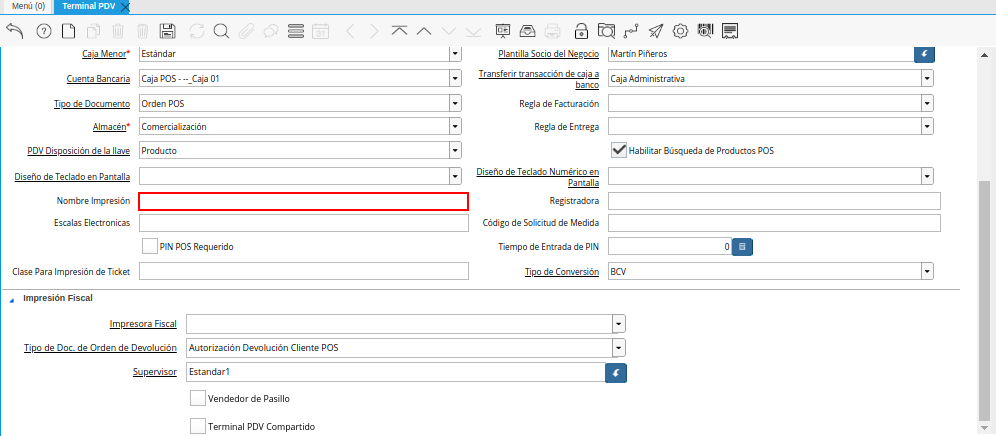 Menú (0) Terminal PDV
Caja Menor* Estándar Plantilla Socio del Negocio Martín Piñeros
Cuenta Bancaria Caja POS - --_Caja 01 Transferir transacción de caja a banco Caja Administrativa
Tipo de Documento Orden POS Regla de Facturación
Almacén* Comercialización Regla de Entrega
PDV Disposición de la llave Producto Habilitar Búsqueda de Productos POS
Diseño de Teclado en Pantalla Diseño de Teclado Numérico en Pantalla
Nombre Impresión Registradora
Escalas Electronicas Código de Solicitud de Medida
PIN POS Requerido Tiempo de Entrada de PIN 0
Clase Para Impresión de Ticket Tipo de Conversión BCV
Impresión Fiscal
Impresora Fiscal
Tipo de Doc. de Orden de Devolución Autorización Devolución Cliente POS
Supervisor Estandar1
Vendedor de Pasillo
Terminal PDV Compartido